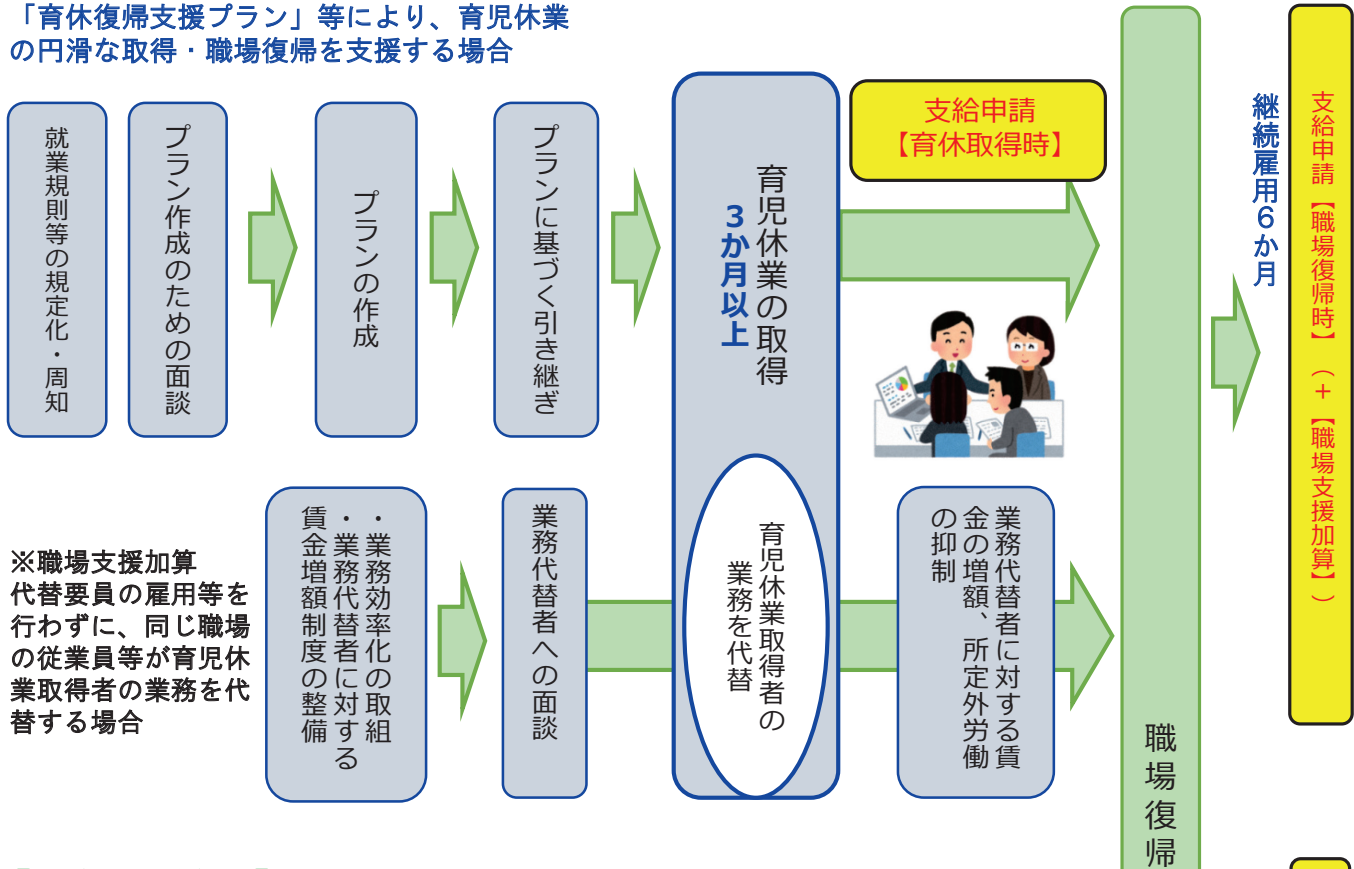 「育休復帰支援プラン」等により、育児休業
の円滑な取得・職場復帰を支援する場合
就業規則等の規定化・周知
プラン作成のための面談
プランの作成
プランに基づく引き継ぎ
育児休業の取得
3か月以上
支給申請
【育休取得時】
継続雇用6か月
支給申請【職場復帰時】（+【職場支援加算】）
※職場支援加算
代替要員の雇用等を
行わずに、同じ職場
の従業員等が育児休
業取得者の業務を代
替する場合
・業務効率化の取組
・業務代替者に対する
賃金増額制度の整備
業務代替者への面談
育児休業取得者の
業務を代替
業務代替者に対する賃
金の増額、所定外労働
の抑制
職場復帰